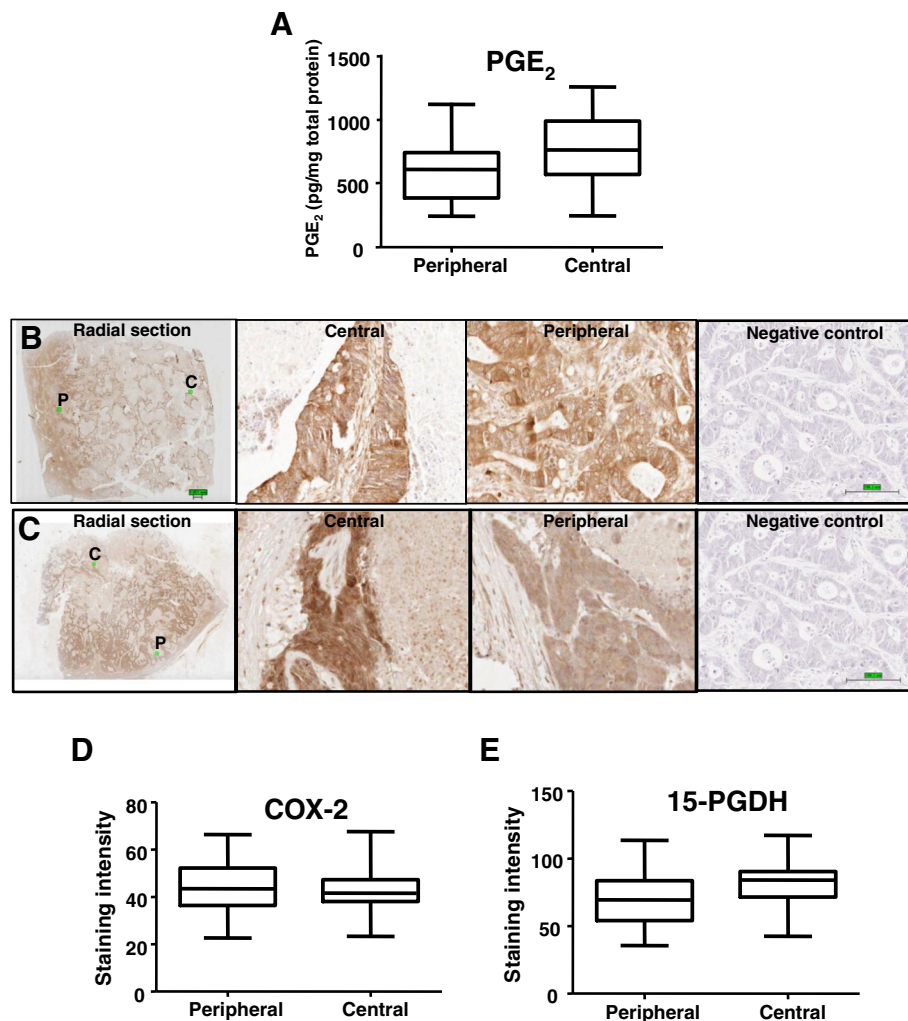 A
PGE2
PGE2 (pg/mg total protein)
1500
1000
500
0
Peripheral Central
B
Radial section Central Peripheral Negative control
P
C
C
Radial section Central Peripheral Negative control
C
P
D
COX-2
Staining intensity
80
60
40
20
0
Peripheral Central
E
15-PGDH
Staining intensity
150
100
50
0
Peripheral Central